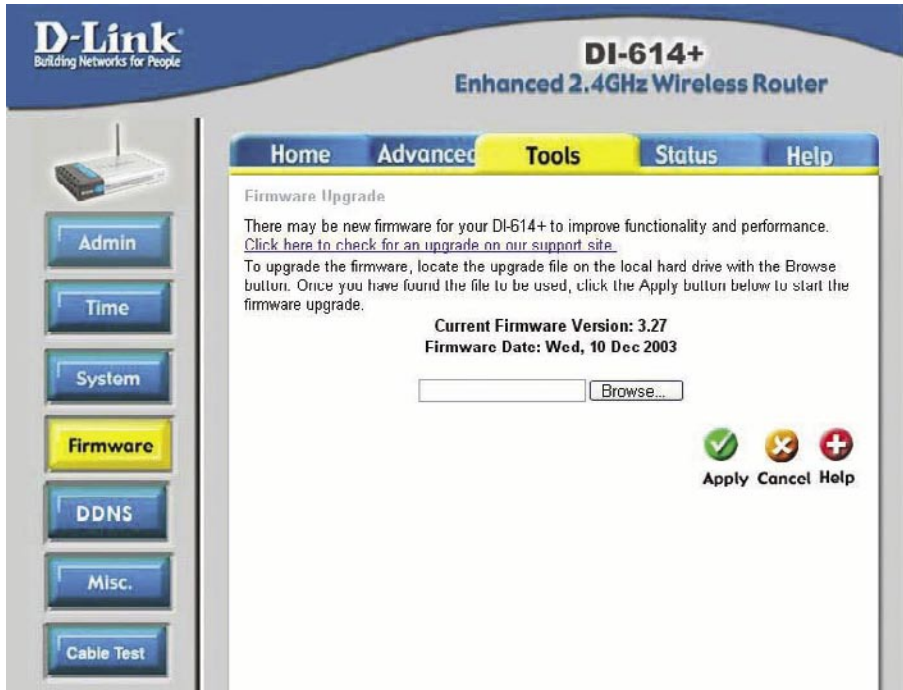 D-Link
Building Networks for People
DI-614+
Enhanced 2.4GHz Wireless Router
Home
Advanced
Tools
Status
Help
Admin
Time
System
Firmware
DDNS
Misc.
Cable Test
Firmware Upgrade
There may be new firmware for your DI-614+ to improve functionality and performance.
Click here to check for an upgrade on our support site.
To upgrade the firmware, locate the upgrade file on the local hard drive with the Browse
button. Once you have found the file to be used, click the Apply button below to start the
firmware upgrade.
Current Firmware Version: 3.27
Firmware Date: Wed, 10 Dec 2003
Browse...
Apply
Cancel
Help